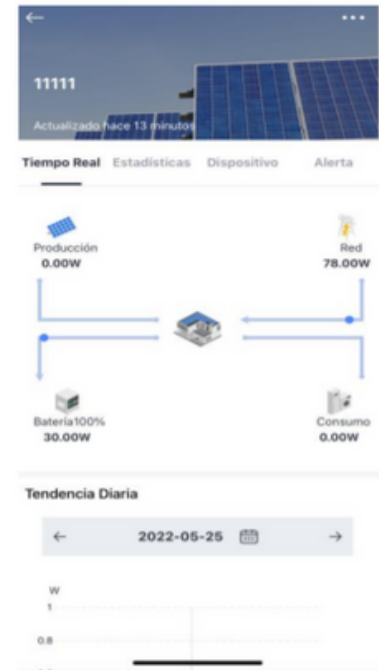 11111
Actualizado hace 13 minutos
Tiempo Real Estadísticas Dispositivo Alerta
Producción
0.00W
Red
78.00W
Batería100%
30.00W
Consumo
0.00W
Tendencia Diaria
2022-05-25
W
1
0.8